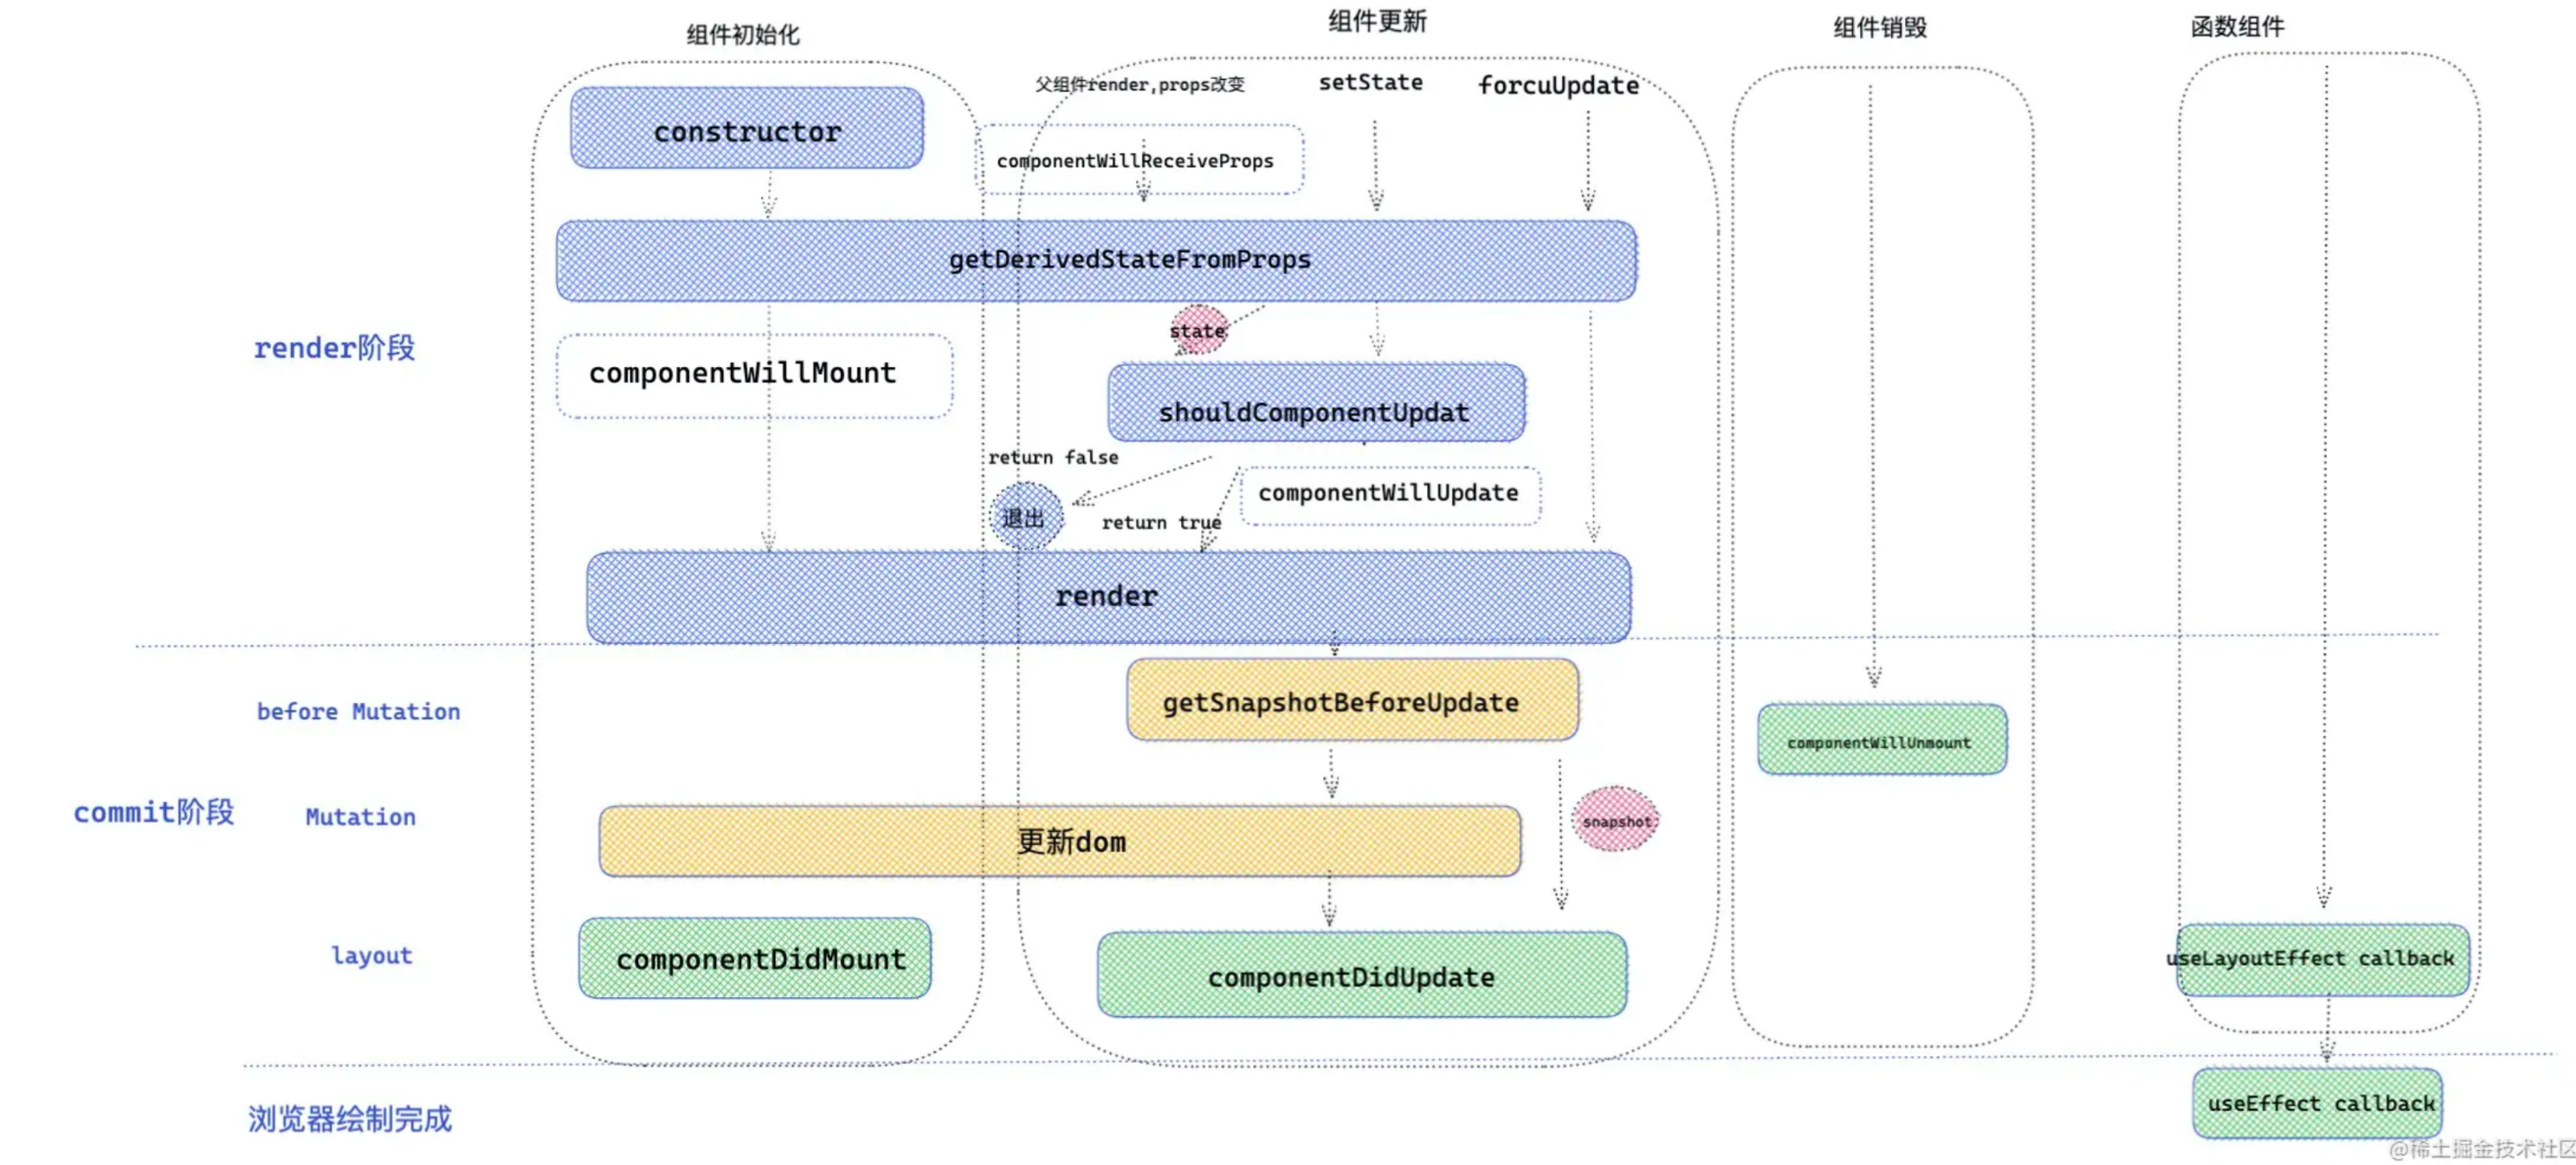 组件初始化
组件更新
组件销毁
函数组件
父组件render,props改变
setState
forcuUpdate
constructor
componentWillReceiveProps
getDerivedStateFromProps
state
render阶段
componentWillMount
shouldComponentUpdat
return false
componentWillUpdate
退出
return true
render
before Mutation
getSnapshotBeforeUpdate
componentWillUnmount
commit阶段
Mutation
更新dom
snapshot
layout
componentDidMount
componentDidUpdate
useLayoutEffect callback
浏览器绘制完成
useEffect callback
@稀土掘金技术社区